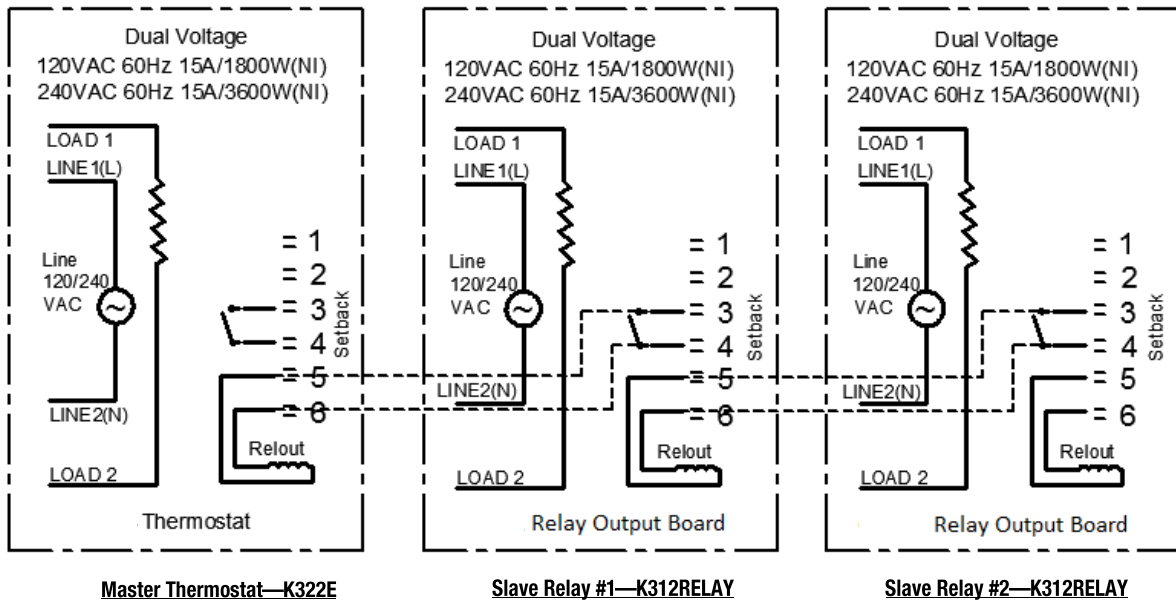 Dual Voltage
120VAC 60Hz 15A/1800W(NI)
240VAC 60Hz 15A/3600W(NI)
LOAD 1
LINE1(L)
Line
120/240
VAC
1
2
3
4
5
6
Setback
LINE2(N)
Relout
LOAD 2
Thermostat
Master Thermostat—K322E
Dual Voltage
120VAC 60Hz 15A/1800W(NI)
240VAC 60Hz 15A/3600W(NI)
LOAD 1
LINE1(L)
Line
120/240
VAC
1
2
3
4
5
6
Setback
LINE2(N)
Relout
LOAD 2
Relay Output Board
Slave Relay #1—K312RELAY
Dual Voltage
120VAC 60Hz 15A/1800W(NI)
240VAC 60Hz 15A/3600W(NI)
LOAD 1
LINE1(L)
Line
120/240
VAC
1
2
3
4
5
6
Setback
LINE2(N)
Relout
LOAD 2
Relay Output Board
Slave Relay #2—K312RELAY